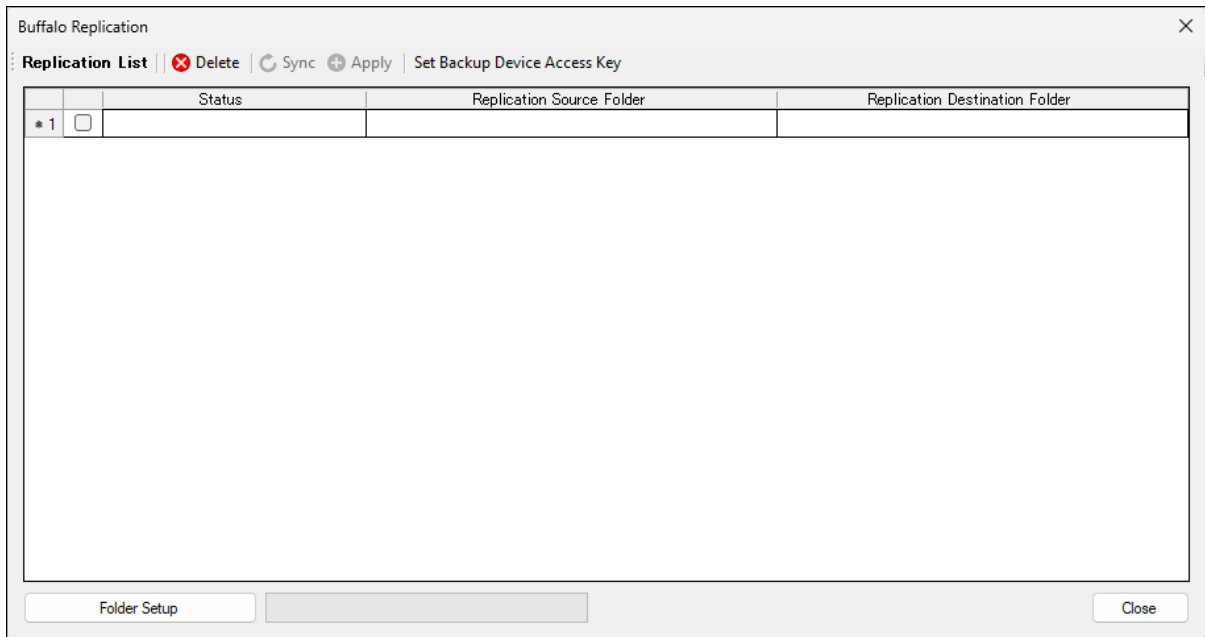 Buffalo Replication
Replication List Delete Sync Apply Set Backup Device Access Key
Status Replication Source Folder Replication Destination Folder
* 1
Folder Setup Close